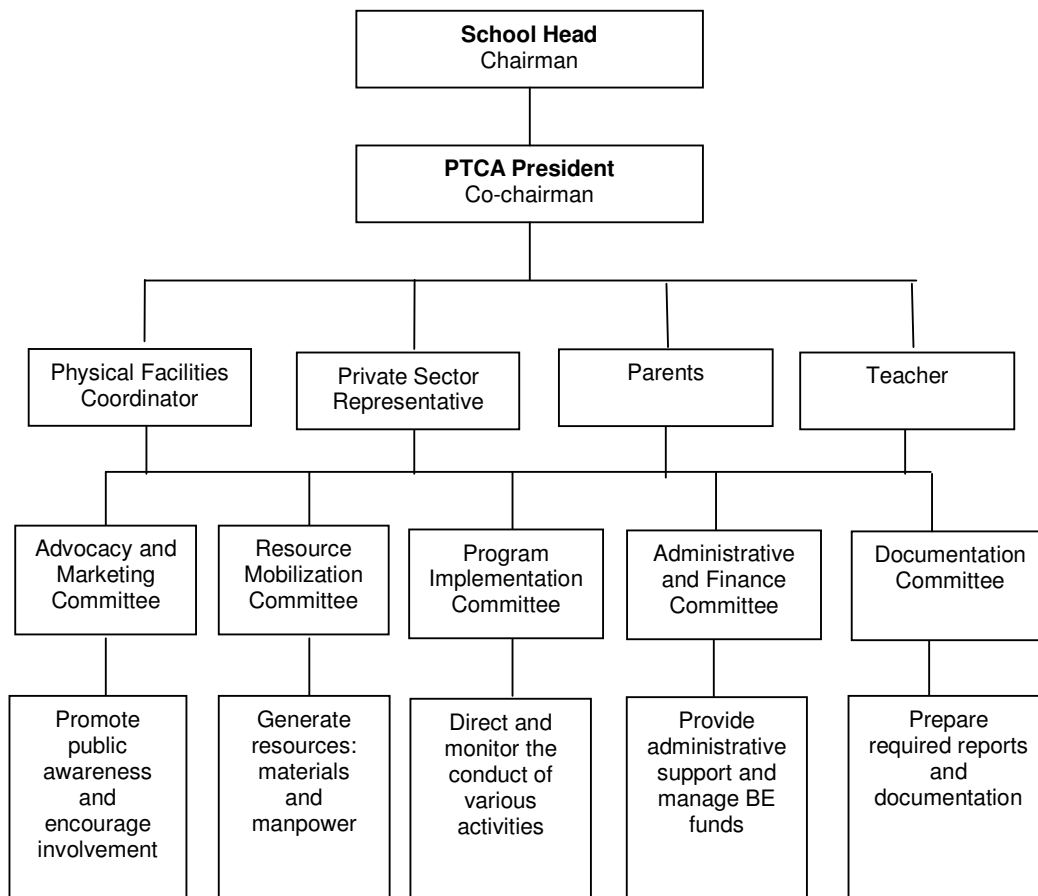 School Head
Chairman
PTCA President
Co-chairman
Physical Facilities
Coordinator
Private Sector
Representative
Parents
Teacher
Advocacy and
Marketing
Committee
Resource
Mobilization
Committee
Program
Implementation
Committee
Administrative
and Finance
Committee
Documentation
Committee
Promote
public
awareness
and
encourage
involvement
Generate
resources:
materials
and
manpower
Direct and
monitor the
conduct of
various
activities
Provide
administrative
support and
manage BE
funds
Prepare
required reports
and
documentation